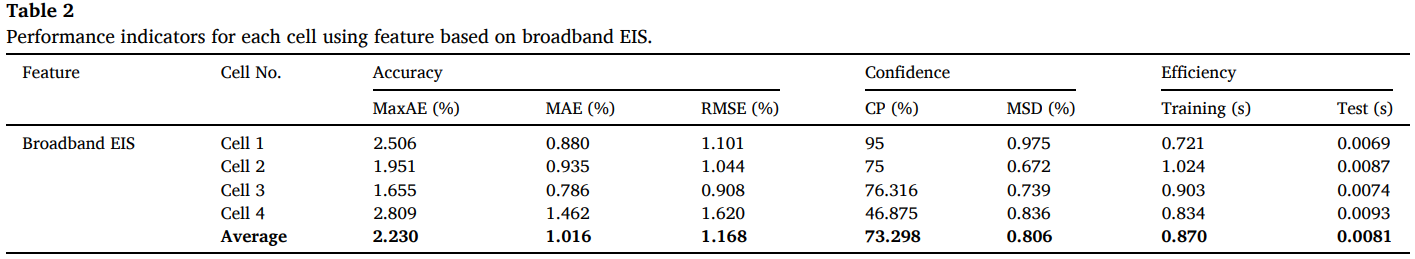 Table 2
Performance indicators for each cell using feature based on broadband EIS.
Feature Cell No. Accuracy Confidence Efficiency
MaxAE (%) MAE (%) RMSE (%) CP (%) MSD (%) Training (s) Test (s)
Broadband EIS Cell 1 2.506 0.880 1.101 95 0.975 0.721 0.0069
Cell 2 1.951 0.935 1.044 75 0.672 1.024 0.0087
Cell 3 1.655 0.786 0.908 76.316 0.739 0.903 0.0074
Cell 4 2.809 1.462 1.620 46.875 0.836 0.834 0.0093
Average 2.230 1.016 1.168 73.298 0.806 0.870 0.0081